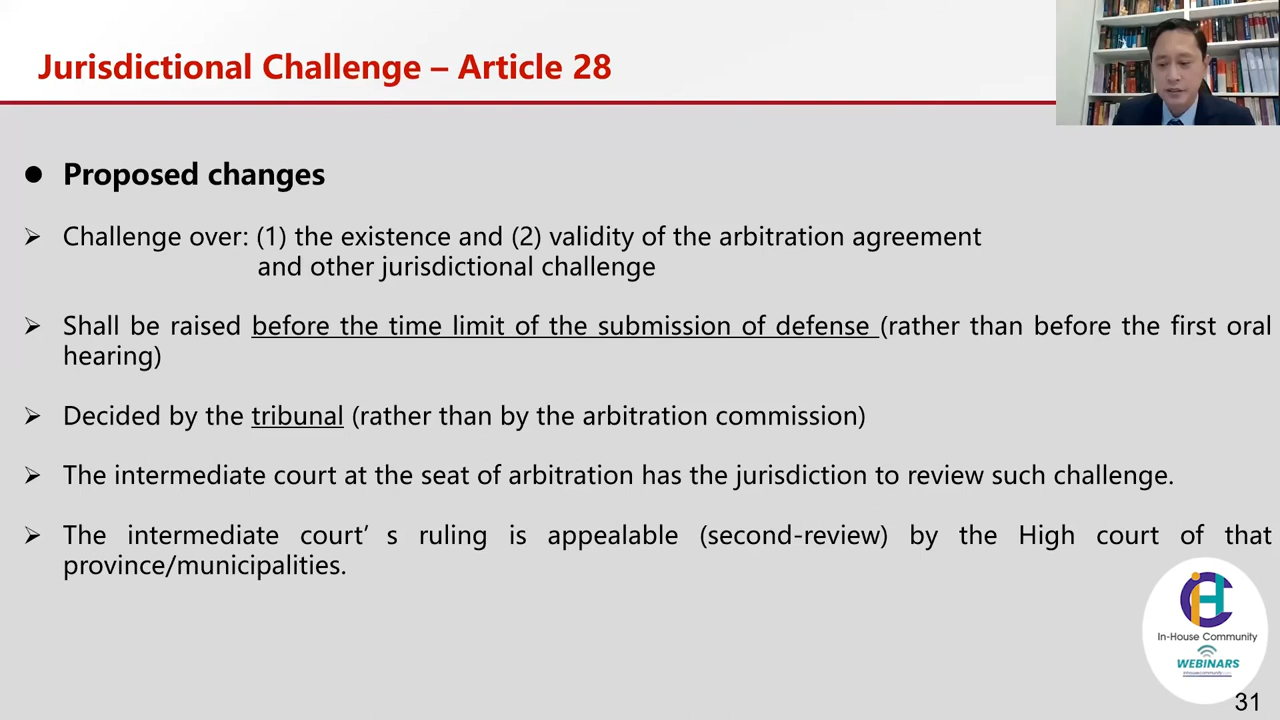 Jurisdictional Challenge – Article 28
● Proposed changes
➢ Challenge over: (1) the existence and (2) validity of the arbitration agreement
and other jurisdictional challenge
➢ Shall be raised before the time limit of the submission of defense (rather than before the first oral
hearing)
➢ Decided by the tribunal (rather than by the arbitration commission)
➢ The intermediate court at the seat of arbitration has the jurisdiction to review such challenge.
➢ The intermediate court’ s ruling is appealable (second-review) by the High court of that
province/municipalities.
iHC
In-House Community
WEBINARS
31